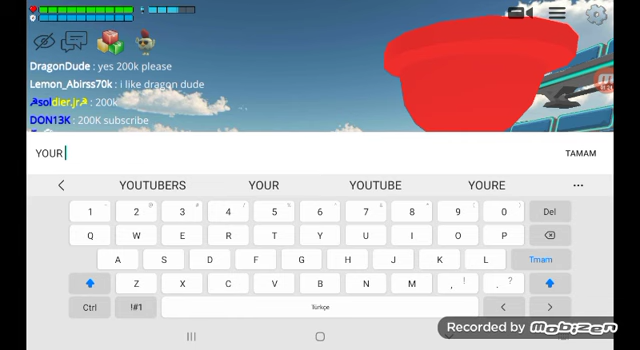 DragonDude : yes 200k please
Lemon_Abirss70k : i like dragon dude
☭soldier.jr☭ : 200k
DON13K : 200K subscribe
YOUR
TAMAM
YOUTUBERS YOUR YOUTUBE YOURE ...
1 2 3 4 5 6 7 8 9 0 Del
Q W E R T Y U I O P
A S D F G H J K L Tmam
Z X C V B N M , ! . ?
Ctrl !#1 Türkçe < >
Recorded by Mobizen